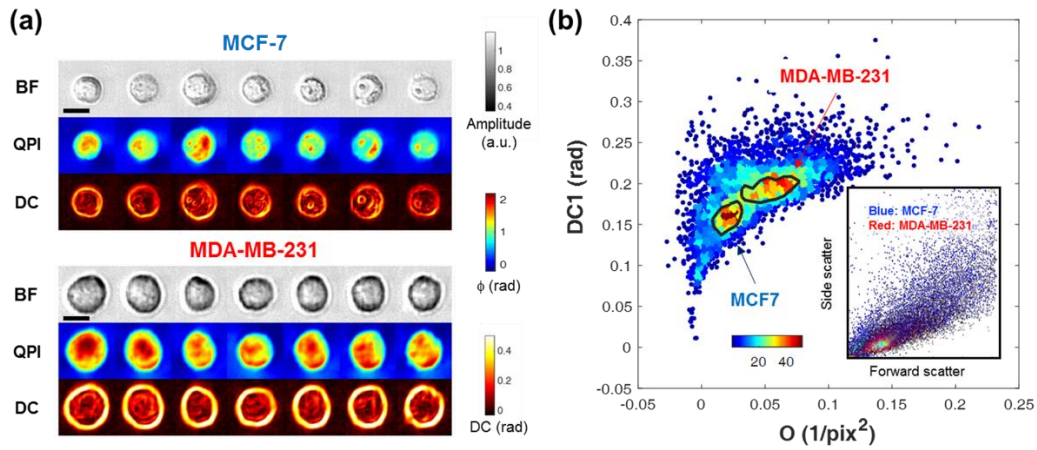 (a)
MCF-7
BF
QPI
DC
1
0.8
0.6
0.4
Amplitude
(a.u.)
MDA-MB-231
BF
QPI
DC
2
1.5
1
0.5
0
ϕ (rad)
0.4
0.2
0
DC (rad)
(b)
DC1 (rad)
0.4
0.35
0.3
0.25
0.2
0.15
0.1
0.05
0
-0.05
MDA-MB-231
MCF7
20 40
Blue: MCF-7
Red: MDA-MB-231
Side scatter
Forward scatter
-0.05 0 0.05 0.1 0.15 0.2 0.25
O (1/pix²)